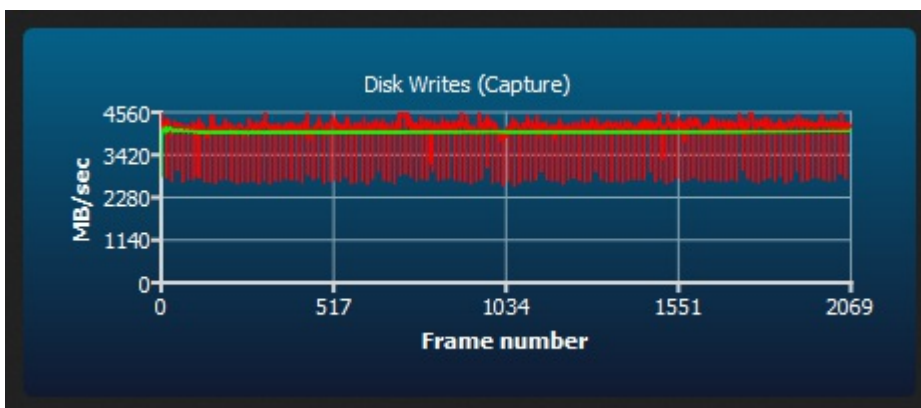 Disk Writes (Capture)
4560
3420
2280
1140
0
MB/sec
0 517 1034 1551 2069
Frame number